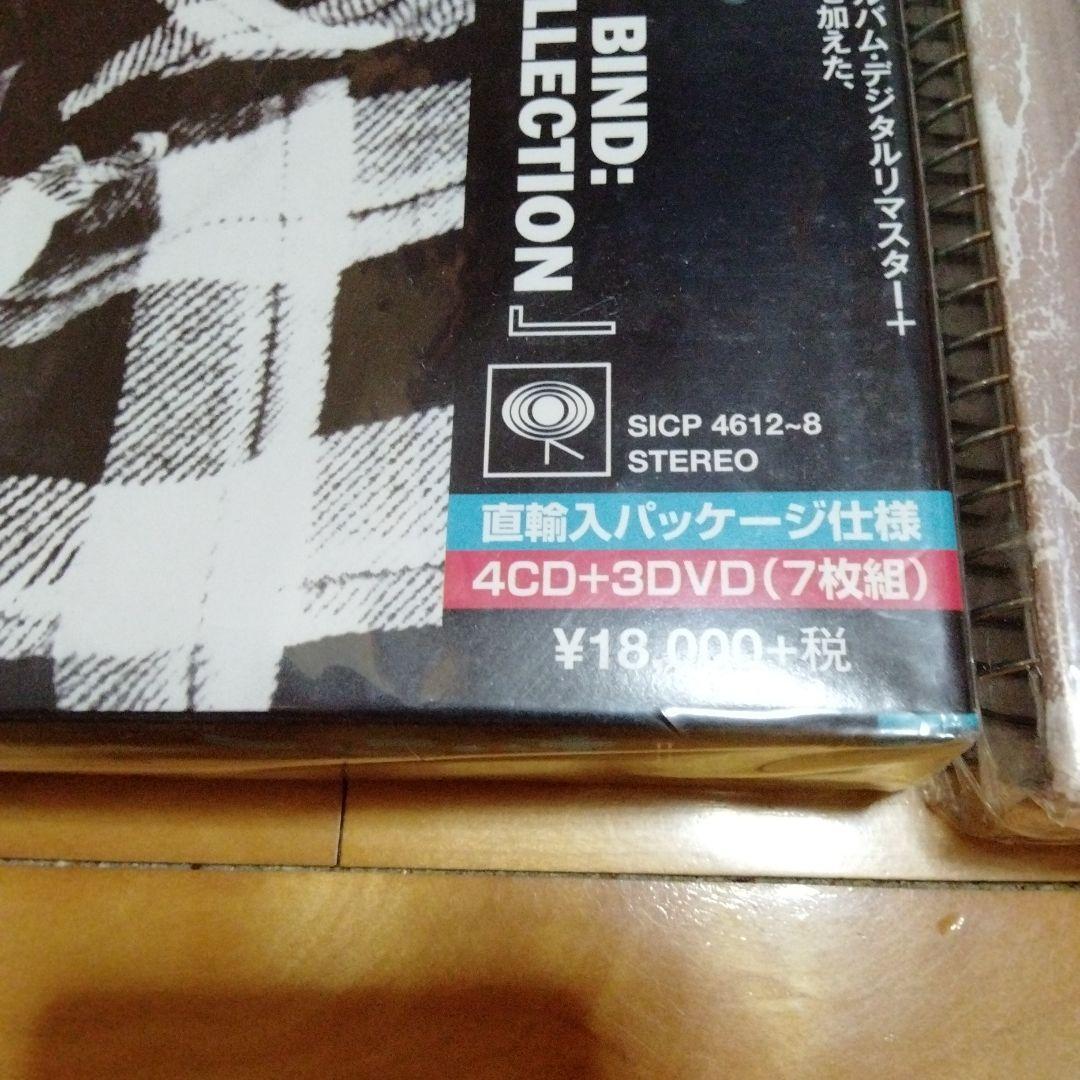 BIND:
LLECTION 』
ルバム・デジタルリマスター＋
加えた、
SICP 4612~8
STEREO
直輸入パッケージ仕様
4CD+3DVD(7枚組)
¥18,000+税